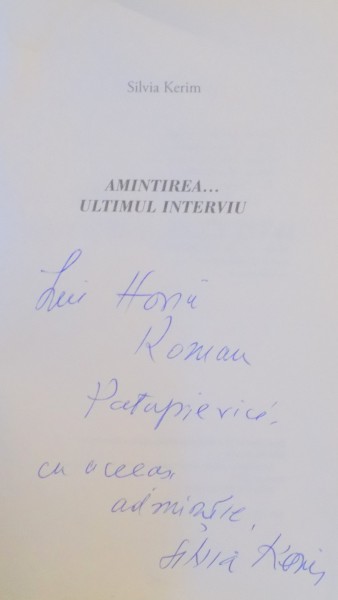 Silvia Kerim
AMINTIREA...
ULTIMUL INTERVIU
Lui Horia
Roman
Patapievici,
cu aceeași
admirație,
Silvia Kerim